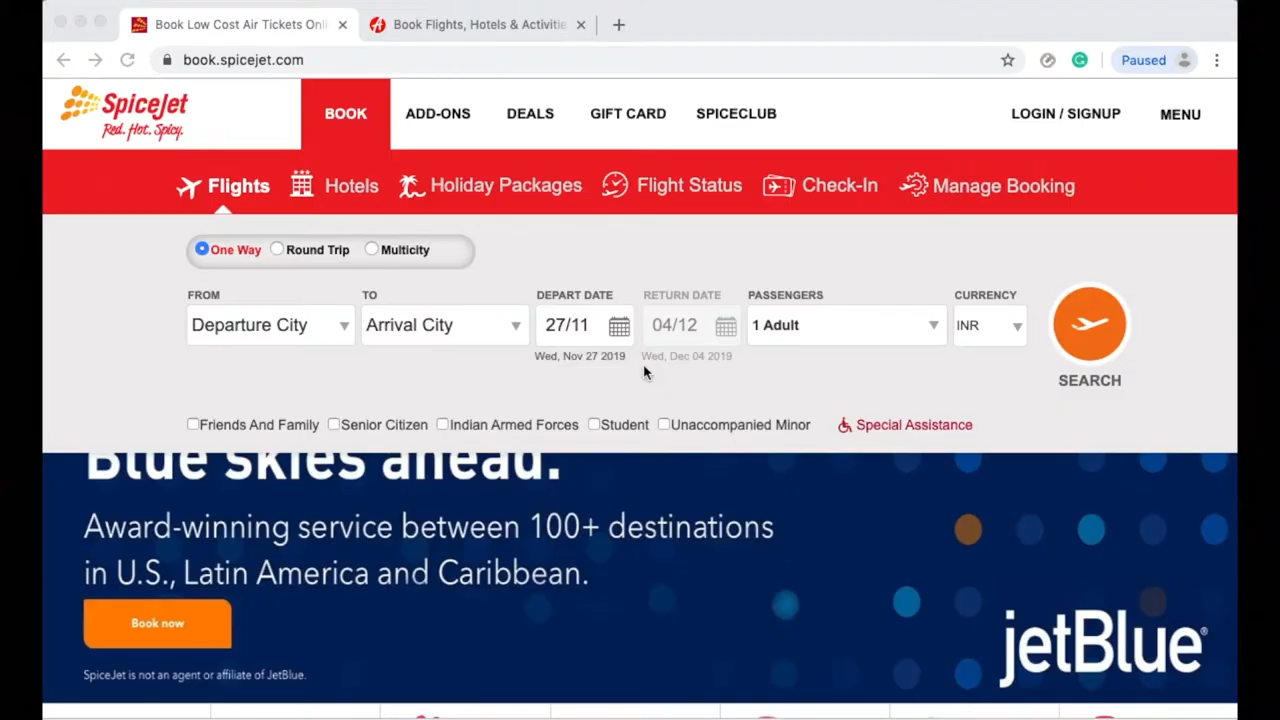 Book Low Cost Air Tickets Onli
Book Flights, Hotels & Activitie
book.spicejet.com
Paused
SpiceJet
Red. Hot. Spicy.
BOOK
ADD-ONS
DEALS
GIFT CARD
SPICECLUB
LOGIN / SIGNUP
MENU
Flights
Hotels
Holiday Packages
Flight Status
Check-In
Manage Booking
One Way
Round Trip
Multicity
FROM
TO
DEPART DATE
RETURN DATE
PASSENGERS
CURRENCY
Departure City
Arrival City
27/11
04/12
1 Adult
INR
Wed, Nov 27 2019
Wed, Dec 04 2019
SEARCH
Friends And Family
Senior Citizen
Indian Armed Forces
Student
Unaccompanied Minor
Special Assistance
Blue skies ahead.
Award-winning service between 100+ destinations
in U.S., Latin America and Caribbean.
Book now
jetBlue®
SpiceJet is not an agent or affiliate of JetBlue.